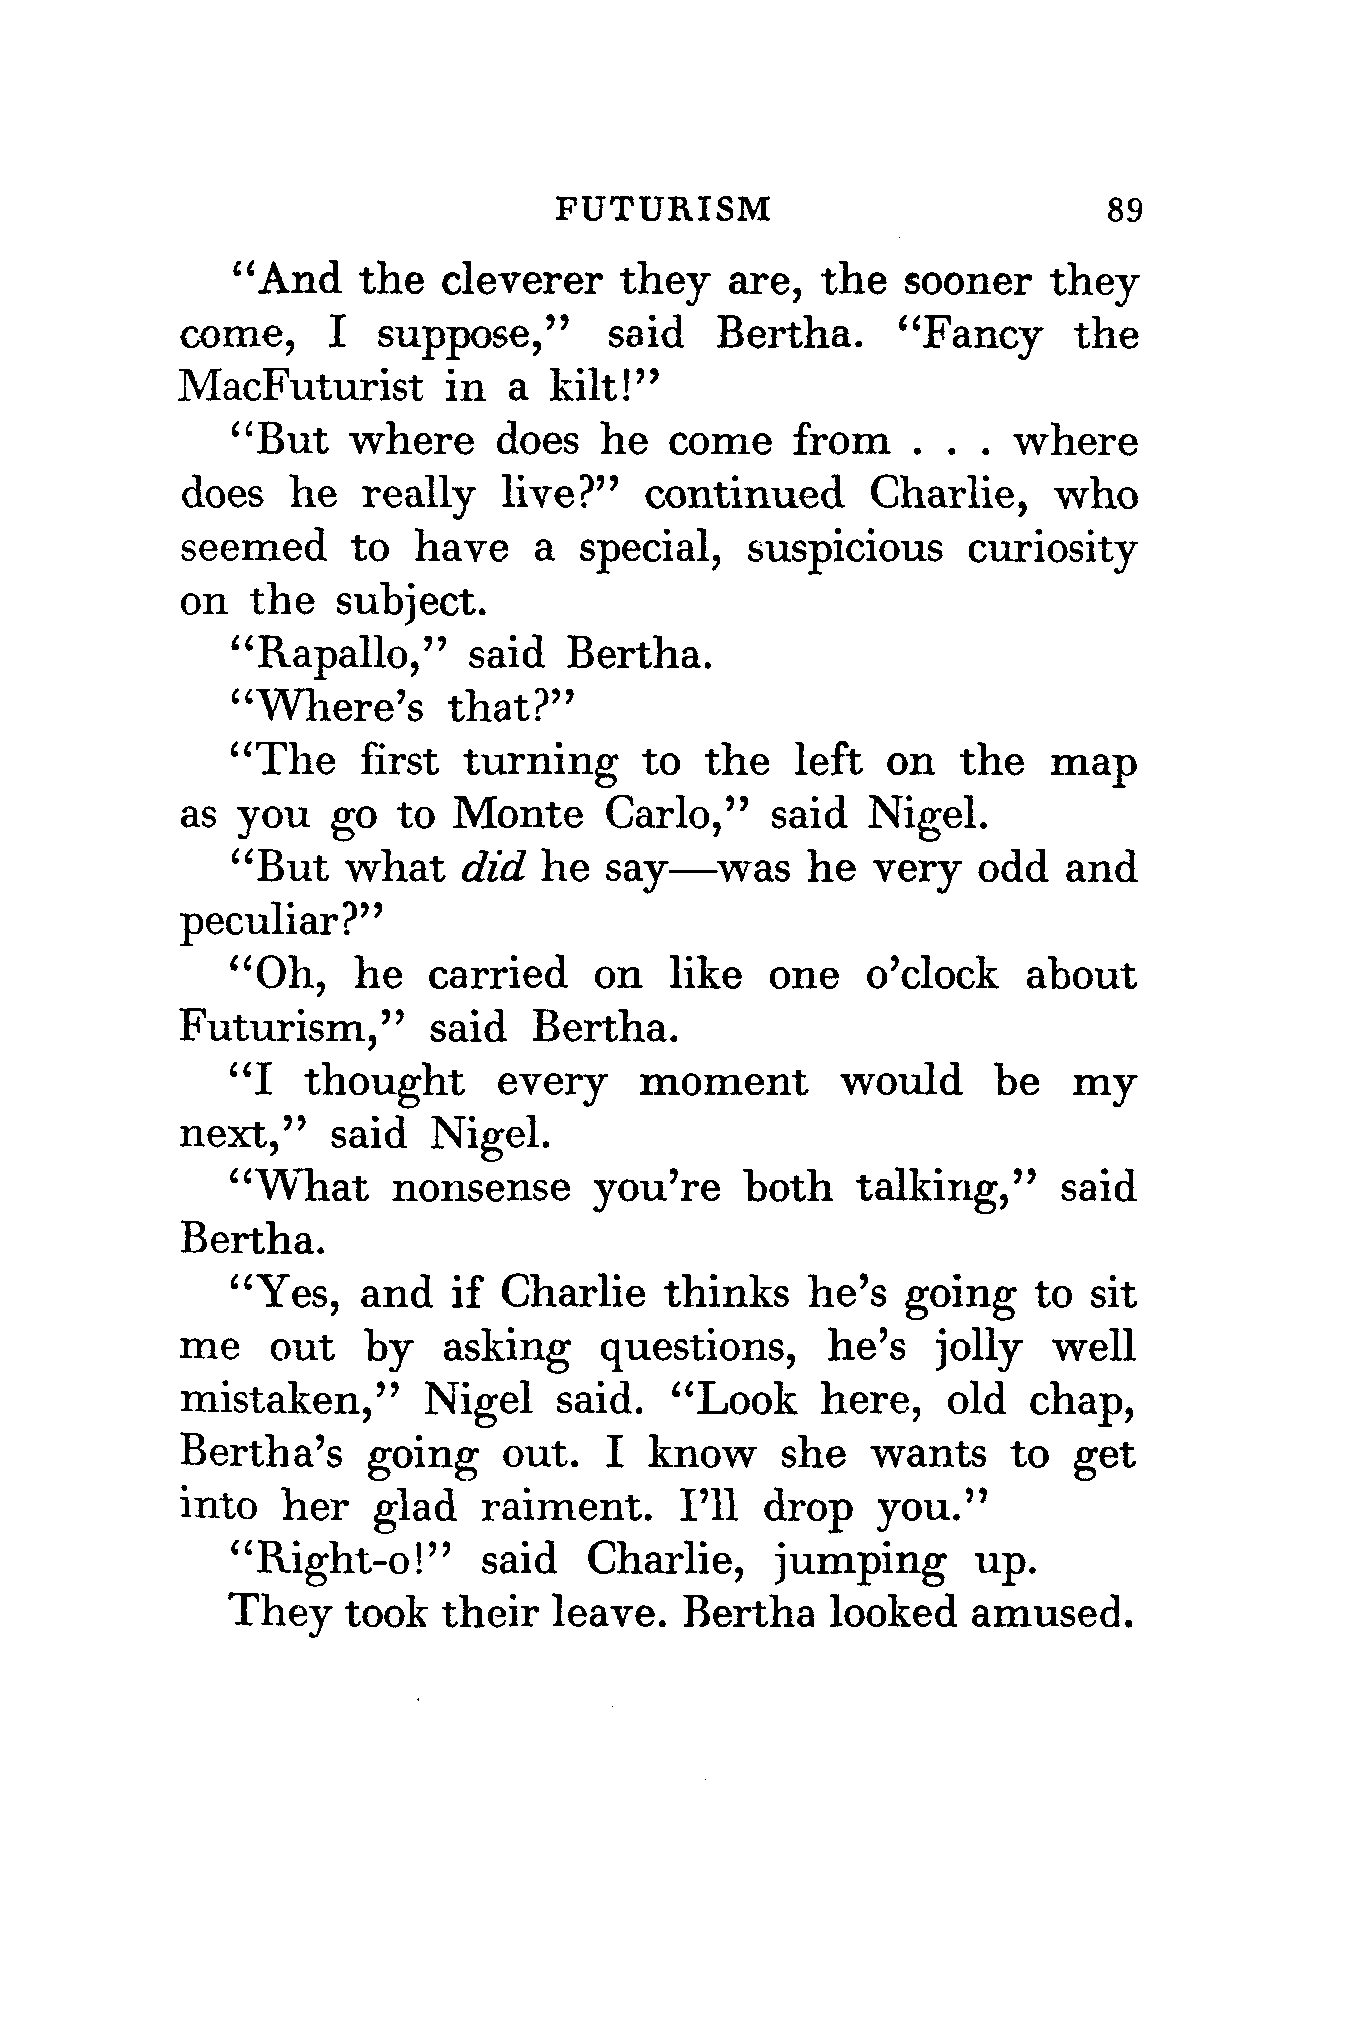 FUTURISM 89
“And the cleverer they are, the sooner they
come, I suppose,” said Bertha. “Fancy the
MacFuturist in a kilt!”
“But where does he come from . . . where
does he really live?” continued Charlie, who
seemed to have a special, suspicious curiosity
on the subject.
“Rapallo,” said Bertha.
“Where’s that?”
“The first turning to the left on the map
as you go to Monte Carlo,” said Nigel.
“But what did he say—was he very odd and
peculiar?”
“Oh, he carried on like one o’clock about
Futurism,” said Bertha.
“I thought every moment would be my
next,” said Nigel.
“What nonsense you’re both talking,” said
Bertha.
“Yes, and if Charlie thinks he’s going to sit
me out by asking questions, he’s jolly well
mistaken,” Nigel said. “Look here, old chap,
Bertha’s going out. I know she wants to get
into her glad raiment. I’ll drop you.”
“Right-o!” said Charlie, jumping up.
They took their leave. Bertha looked amused.